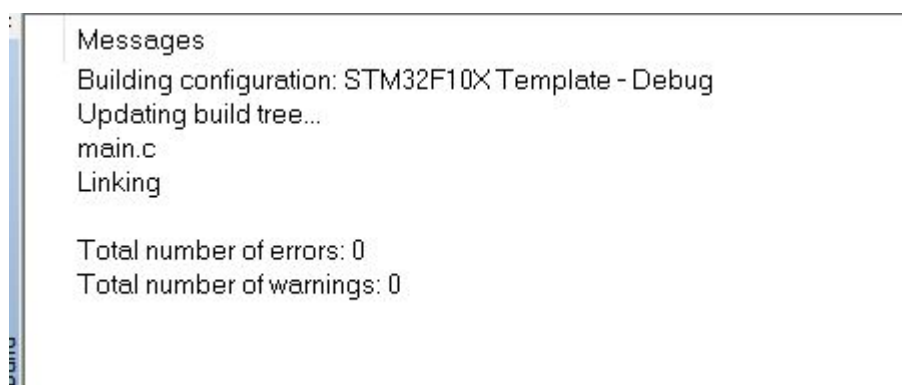 Messages
Building configuration: STM32F10X Template - Debug
Updating build tree...
main.c
Linking
Total number of errors: 0
Total number of warnings: 0